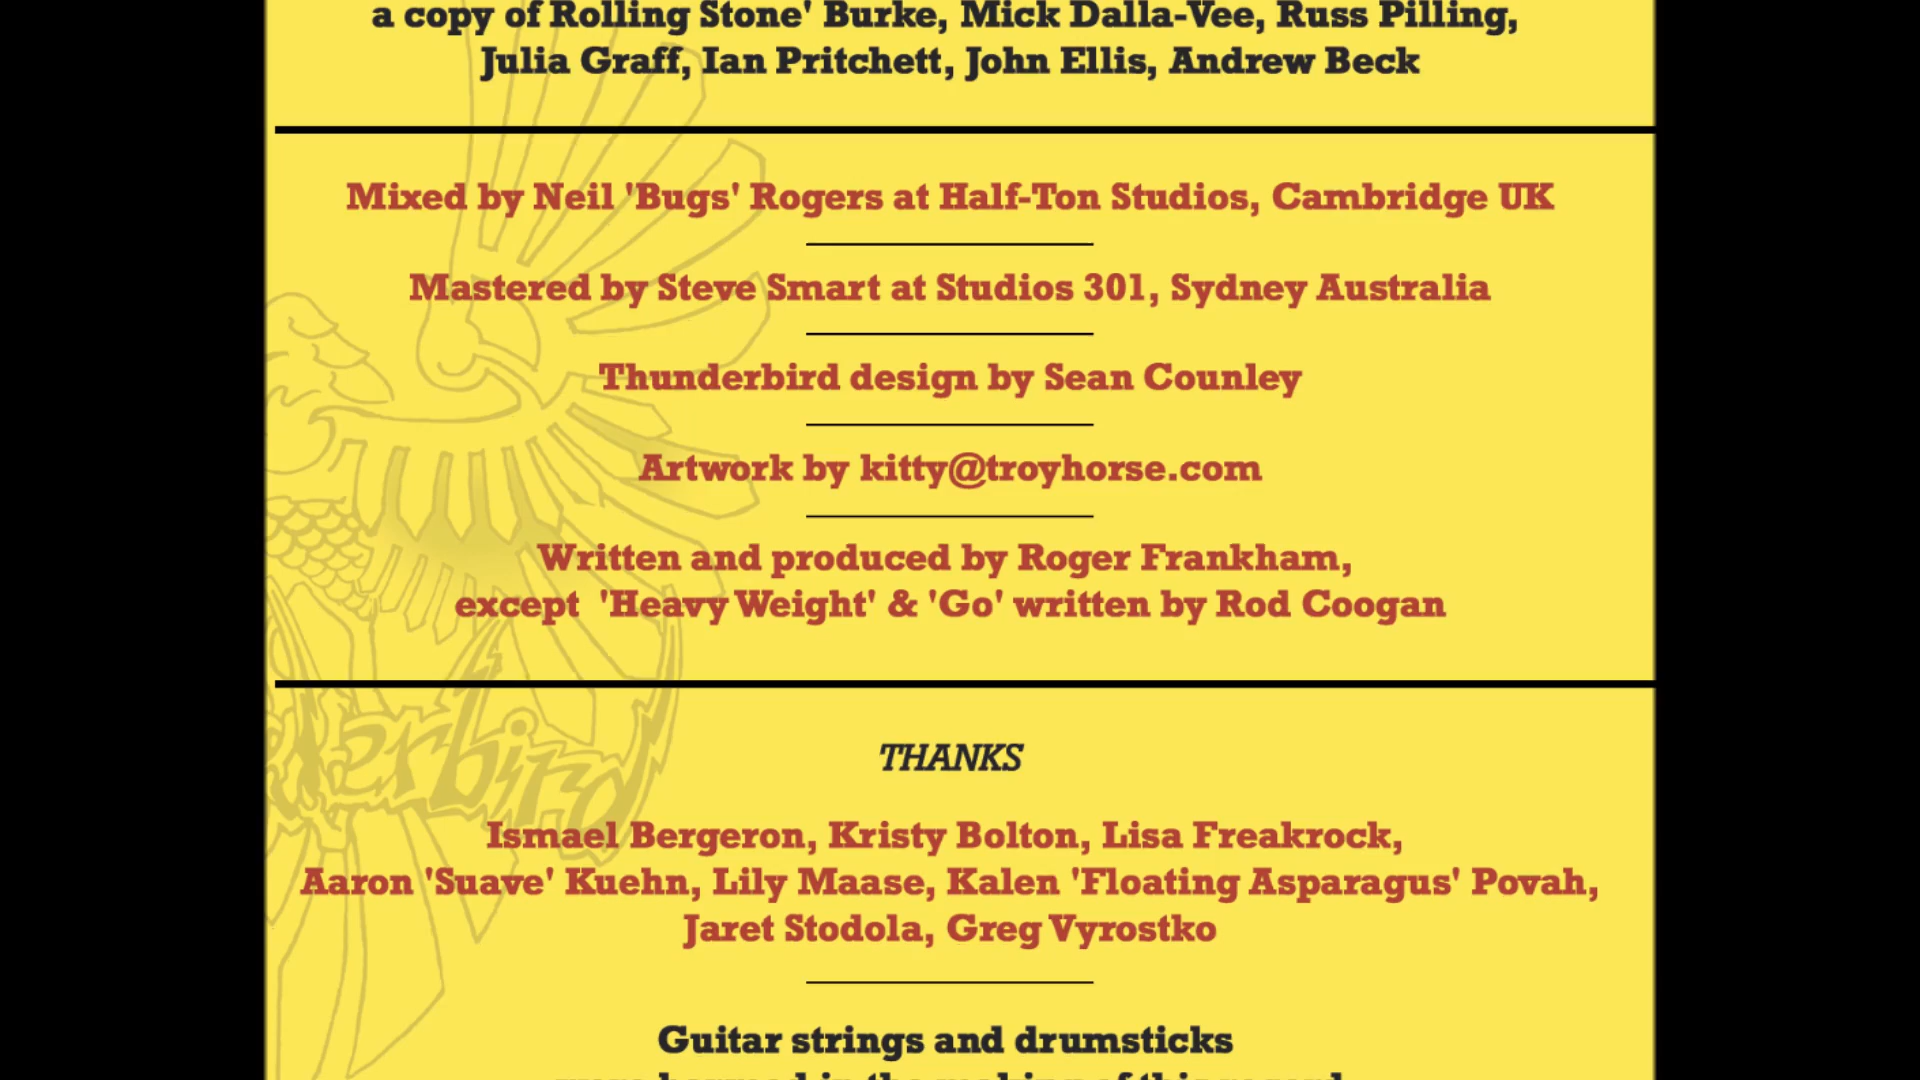 a copy of Rolling Stone' Burke, Mick Dalla-Vee, Russ Pilling,
Julia Graff, Ian Pritchett, John Ellis, Andrew Beck
Mixed by Neil 'Bugs' Rogers at Half-Ton Studios, Cambridge UK
Mastered by Steve Smart at Studios 301, Sydney Australia
Thunderbird design by Sean Counley
Artwork by kitty@troyhorse.com
Written and produced by Roger Frankham,
except 'Heavy Weight' & 'Go' written by Rod Coogan
THANKS
Ismael Bergeron, Kristy Bolton, Lisa Freakrock,
Aaron 'Suave' Kuehn, Lily Maase, Kalen 'Floating Asparagus' Povah,
Jaret Stodola, Greg Vyrostko
Guitar strings and drumsticks